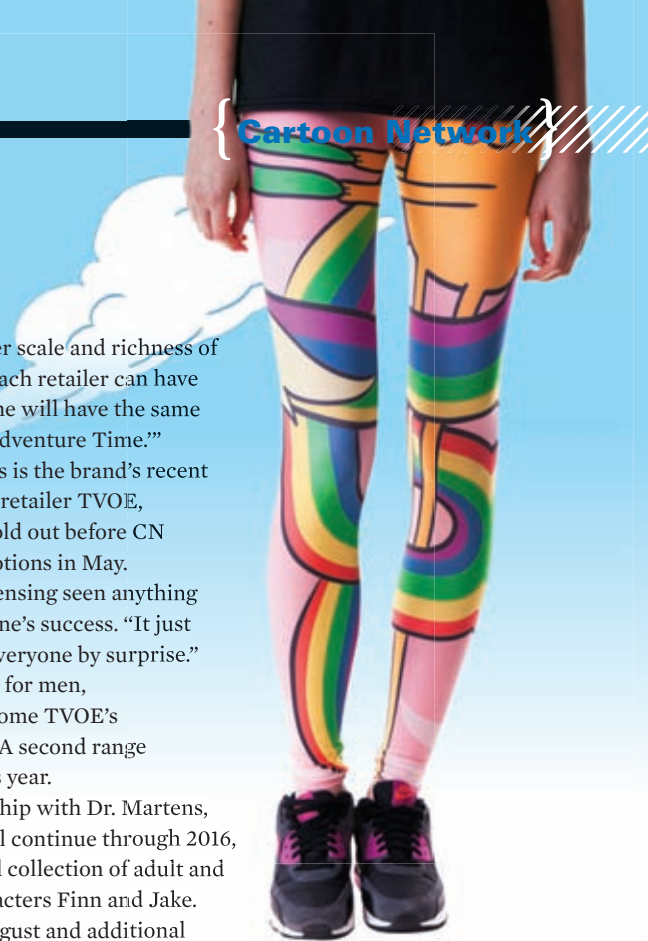 {Cartoon Network}
er scale and richness of
ach retailer can have
ne will have the same
dventure Time.’”
s is the brand’s recent
retailer TVOE,
old out before CN
otions in May.
ensing seen anything
ne’s success. “It just
veryone by surprise.”
for men,
ome TVOE’s
A second range
s year.
hip with Dr. Martens,
l continue through 2016,
l collection of adult and
acters Finn and Jake.
gust and additional